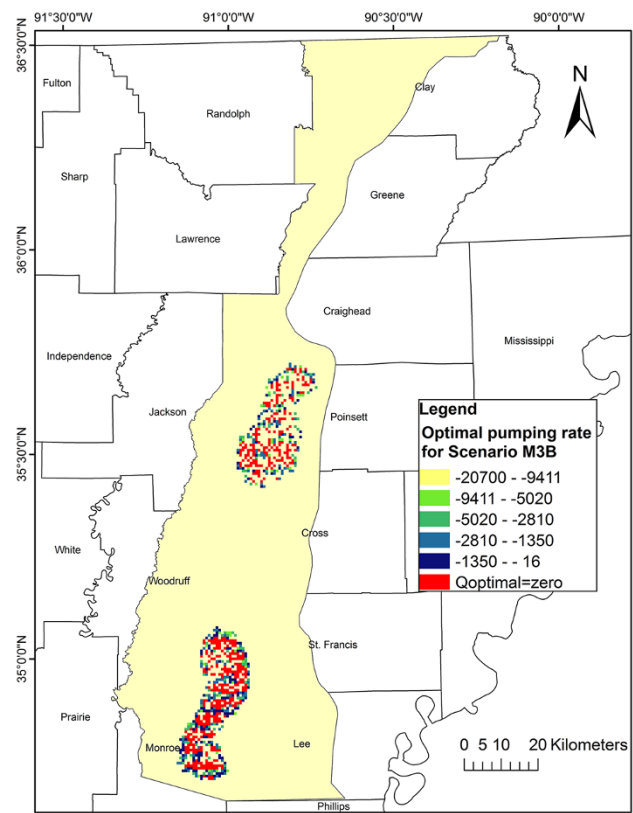 91°30'0"W
91°0'0"W
90°30'0"W
90°0'0"W
36°30'0"N
36°0'0"N
35°30'0"N
35°0'0"N
N
Fulton
Randolph
Clay
Sharp
Greene
Lawrence
Craighead
Independence
Mississippi
Jackson
Poinsett
Legend
Optimal pumping rate
for Scenario M3B
-20700 - -9411
-9411 - -5020
-5020 - -2810
-2810 - -1350
-1350 - - 16
Qoptimal=zero
White
Cross
Woodruff
St. Francis
Prairie
Monroe
Lee
0 5 10 20 Kilometers
Phillips